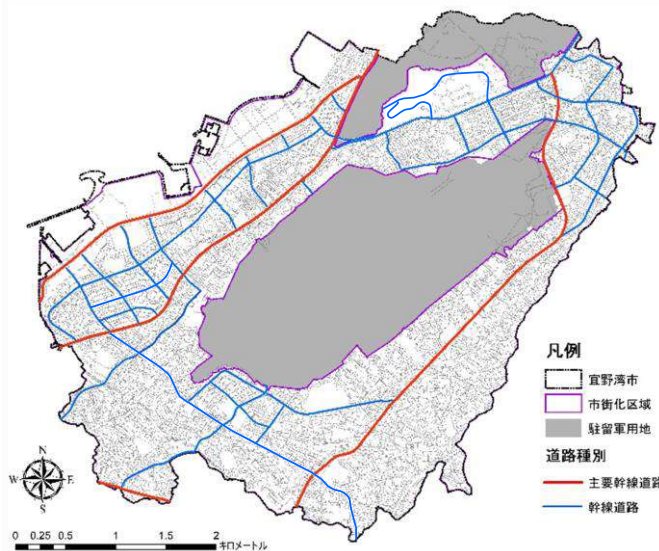 凡例
宜野湾市
市街化区域
駐留軍用地
道路種別
主要幹線道路
幹線道路
N
W E
S
0 0.25 0.5 1 1.5 2 キロメートル